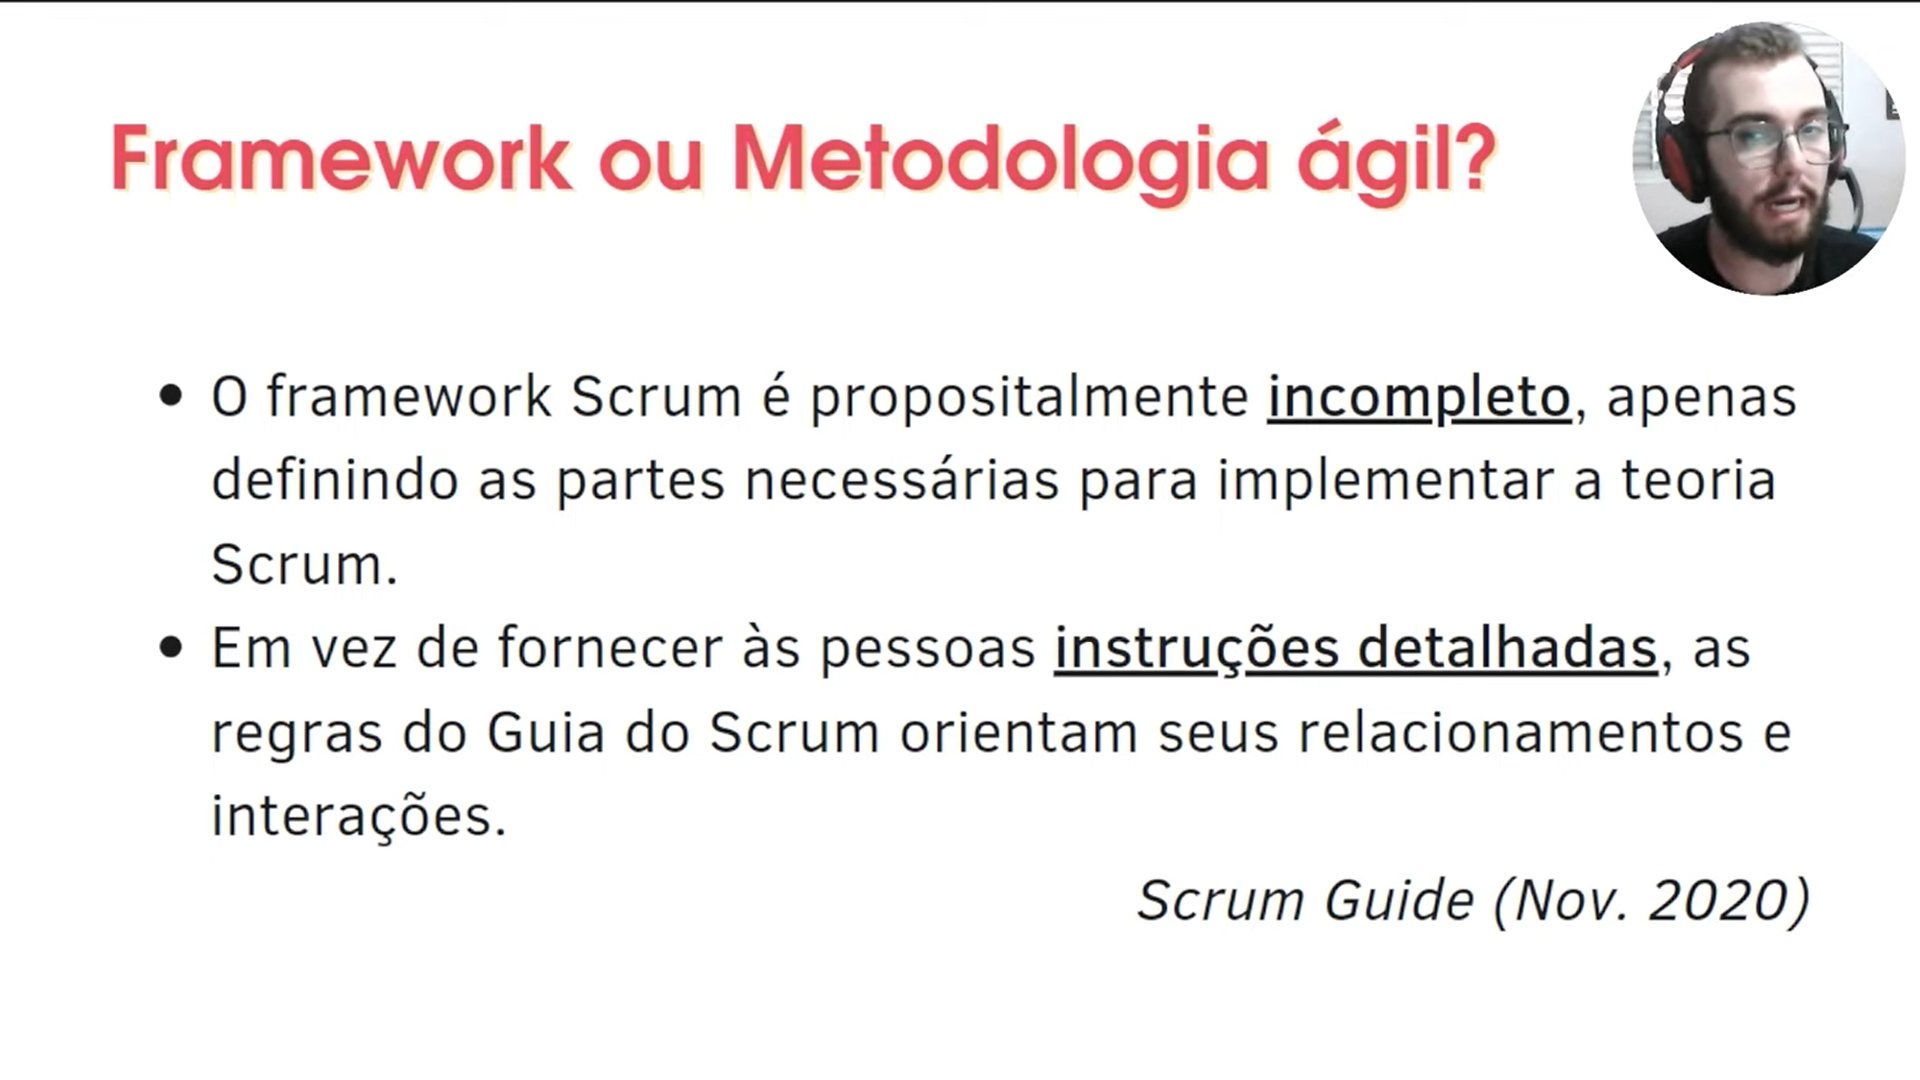 Framework ou Metodologia ágil?
• O framework Scrum é propositalmente incompleto, apenas
definindo as partes necessárias para implementar a teoria
Scrum.
• Em vez de fornecer às pessoas instruções detalhadas, as
regras do Guia do Scrum orientam seus relacionamentos e
interações.
Scrum Guide (Nov. 2020)